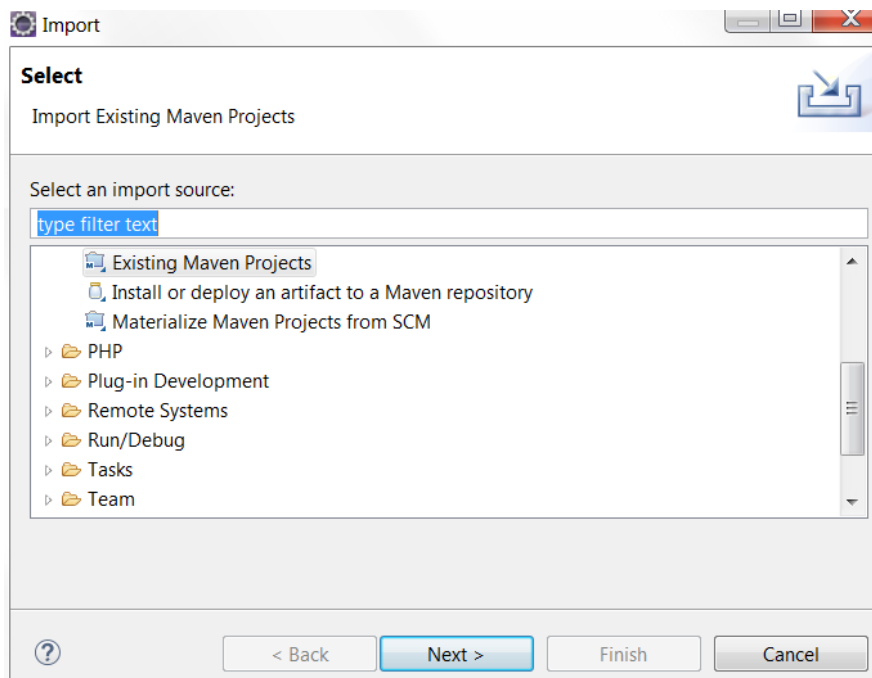 Import
Select
Import Existing Maven Projects
Select an import source:
type filter text
Existing Maven Projects
Install or deploy an artifact to a Maven repository
Materialize Maven Projects from SCM
PHP
Plug-in Development
Remote Systems
Run/Debug
Tasks
Team
? < Back Next > Finish Cancel